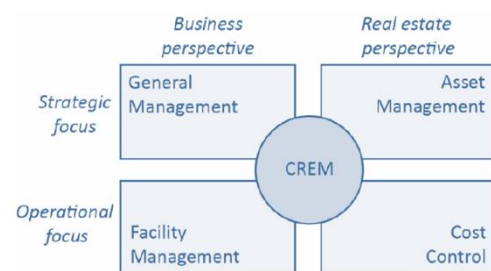 Business
perspective
Real estate
perspective
Strategic
focus
General
Management
Asset
Management
CREM
Operational
focus
Facility
Management
Cost
Control